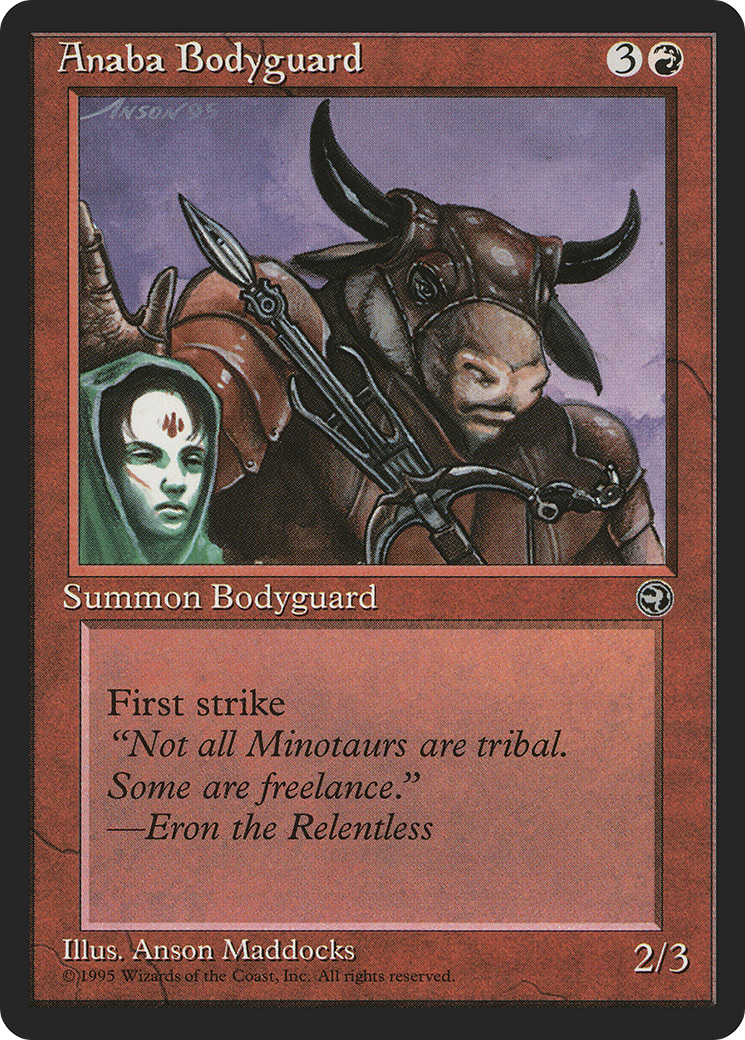 Anaba Bodyguard
3
ANSON 95
Summon Bodyguard
First strike
“Not all Minotaurs are tribal.
Some are freelance.”
—Eron the Relentless
Illus. Anson Maddocks
2/3
© 1995 Wizards of the Coast, Inc. All rights reserved.